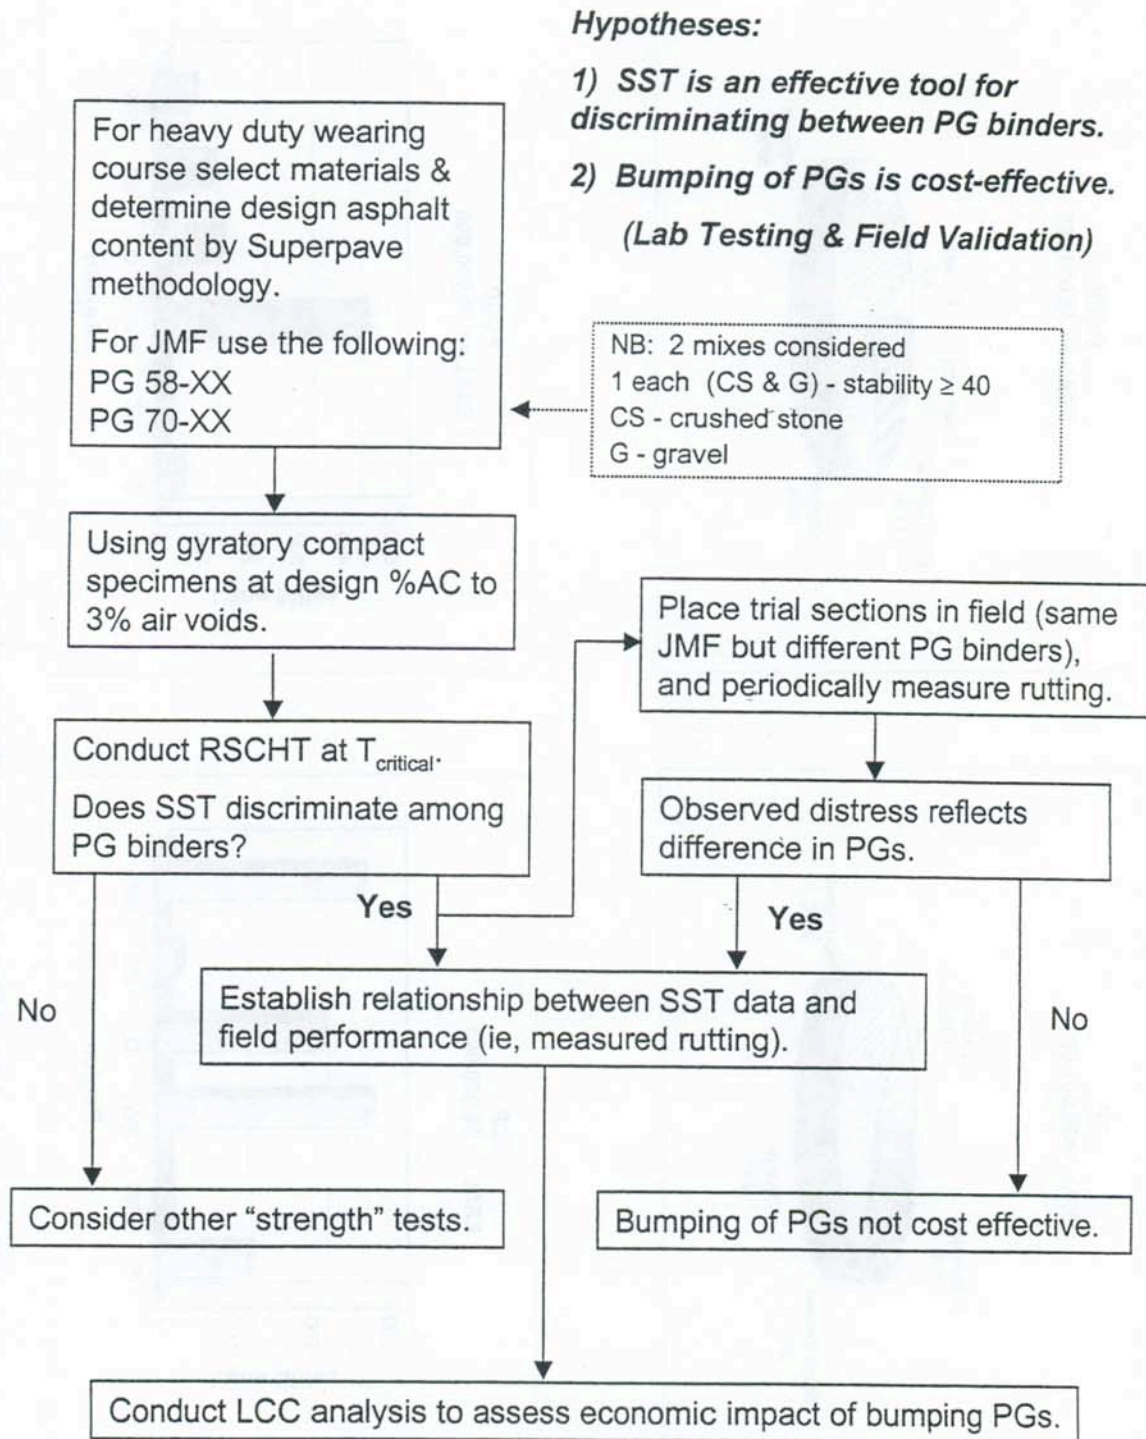 Hypotheses:
1) SST is an effective tool for
discriminating between PG binders.
2) Bumping of PGs is cost-effective.
(Lab Testing & Field Validation)
For heavy duty wearing
course select materials &
determine design asphalt
content by Superpave
methodology.
For JMF use the following:
PG 58-XX
PG 70-XX
NB: 2 mixes considered
1 each (CS & G) - stability ≥ 40
CS - crushed stone
G - gravel
Using gyratory compact
specimens at design %AC to
3% air voids.
Place trial sections in field (same
JMF but different PG binders),
and periodically measure rutting.
Conduct RSCHT at Tcritical.
Does SST discriminate among
PG binders?
Observed distress reflects
difference in PGs.
Yes
Yes
No
Establish relationship between SST data and
field performance (ie, measured rutting).
No
Consider other “strength” tests.
Bumping of PGs not cost effective.
Conduct LCC analysis to assess economic impact of bumping PGs.